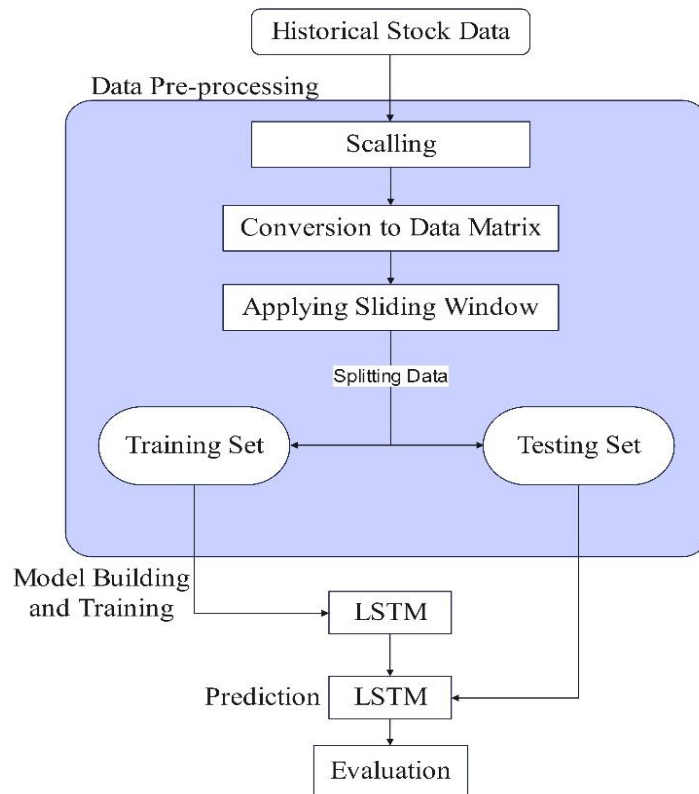 Historical Stock Data
Data Pre-processing
Scalling
Conversion to Data Matrix
Applying Sliding Window
Splitting Data
Training Set
Testing Set
Model Building
and Training
LSTM
Prediction
LSTM
Evaluation